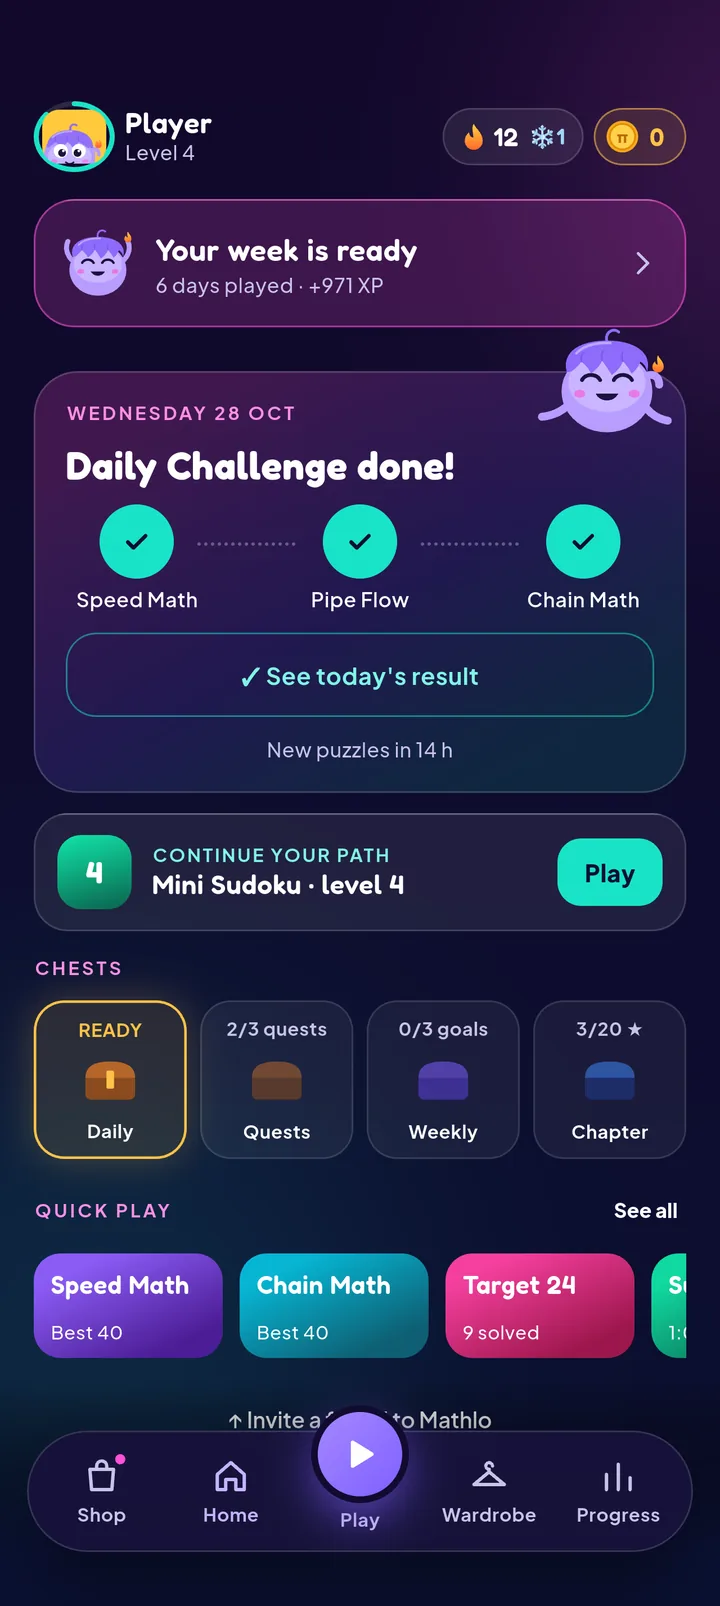 Player
Level 4
12
1
π
0
Your week is ready
6 days played · +971 XP
WEDNESDAY 28 OCT
Daily Challenge done!
Speed Math
Pipe Flow
Chain Math
✓ See today's result
New puzzles in 14 h
4
CONTINUE YOUR PATH
Mini Sudoku · level 4
Play
CHESTS
READY
2/3 quests
0/3 goals
3/20 ★
Daily
Quests
Weekly
Chapter
QUICK PLAY
See all
Speed Math
Chain Math
Target 24
Best 40
Best 40
9 solved
↑ Invite a to Mathlo
Shop
Home
Play
Wardrobe
Progress